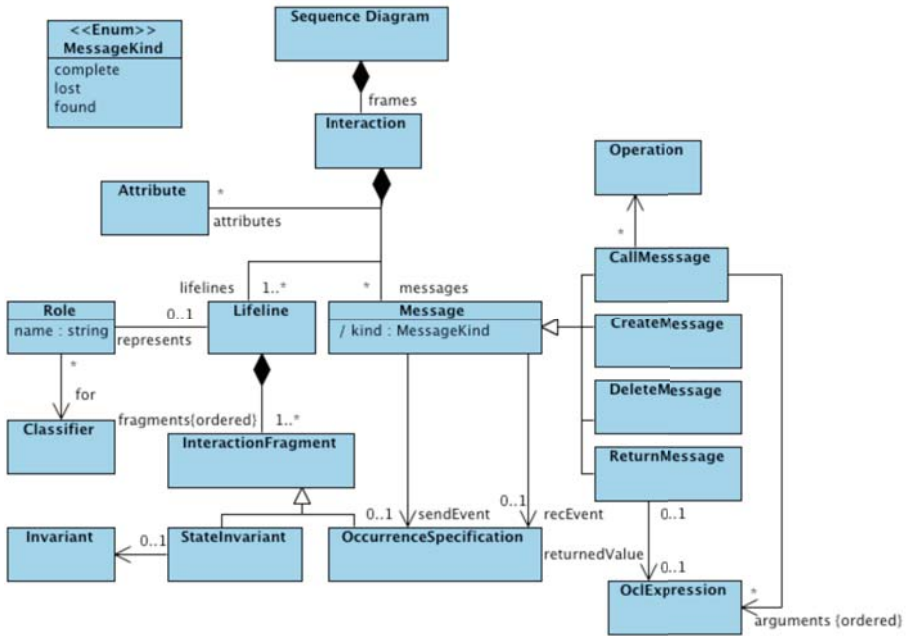 Sequence Diagram
<<Enum>>
MessageKind
complete
lost
found
frames
Interaction
Operation
Attribute
*
attributes
*
CallMesssage
lifelines 1..* * messages
Role
name : string
0..1
represents
Lifeline
Message
/ kind : MessageKind
CreateMessage
*
for
DeleteMessage
fragments{ordered} 1..*
Classifier
InteractionFragment
ReturnMessage
0..1 sendEvent
0..1
recEvent
0..1
Invariant
0..1
StateInvariant
OccurrenceSpecification
returnedValue
0..1
OclExpression
*
arguments {ordered}